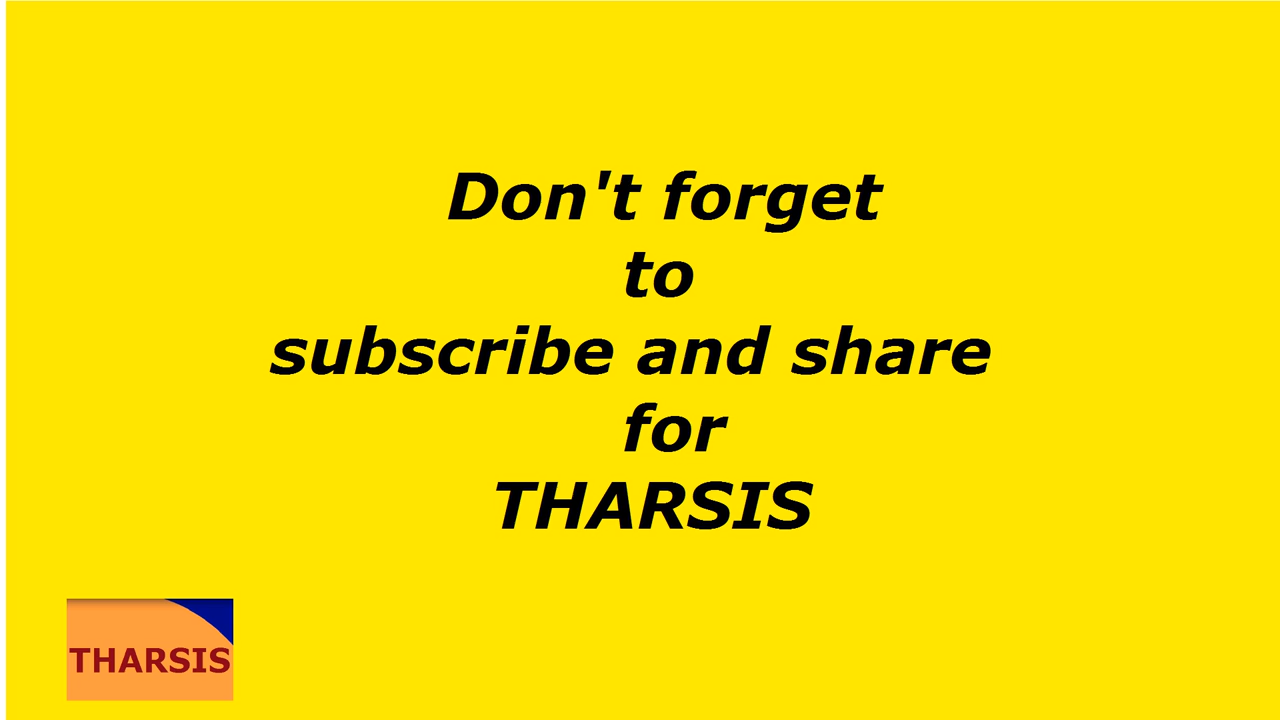 Don't forget
to
subscribe and share
for
THARSIS
THARSIS